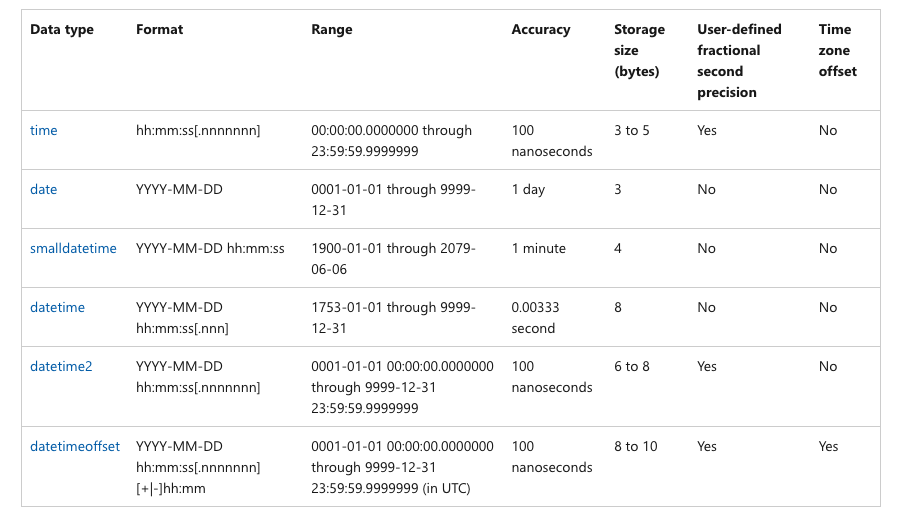 Data type Format Range Accuracy Storage size (bytes) User-defined fractional second precision Time zone offset
time hh:mm:ss[.nnnnnnn] 00:00:00.0000000 through 23:59:59.9999999 100 nanoseconds 3 to 5 Yes No
date YYYY-MM-DD 0001-01-01 through 9999-12-31 1 day 3 No No
smalldatetime YYYY-MM-DD hh:mm:ss 1900-01-01 through 2079-06-06 1 minute 4 No No
datetime YYYY-MM-DD hh:mm:ss[.nnn] 1753-01-01 through 9999-12-31 0.00333 second 8 No No
datetime2 YYYY-MM-DD hh:mm:ss[.nnnnnnn] 0001-01-01 00:00:00.0000000 through 9999-12-31 23:59:59.9999999 100 nanoseconds 6 to 8 Yes No
datetimeoffset YYYY-MM-DD hh:mm:ss[.nnnnnnn] [+|-]hh:mm 0001-01-01 00:00:00.0000000 through 9999-12-31 23:59:59.9999999 (in UTC) 100 nanoseconds 8 to 10 Yes Yes